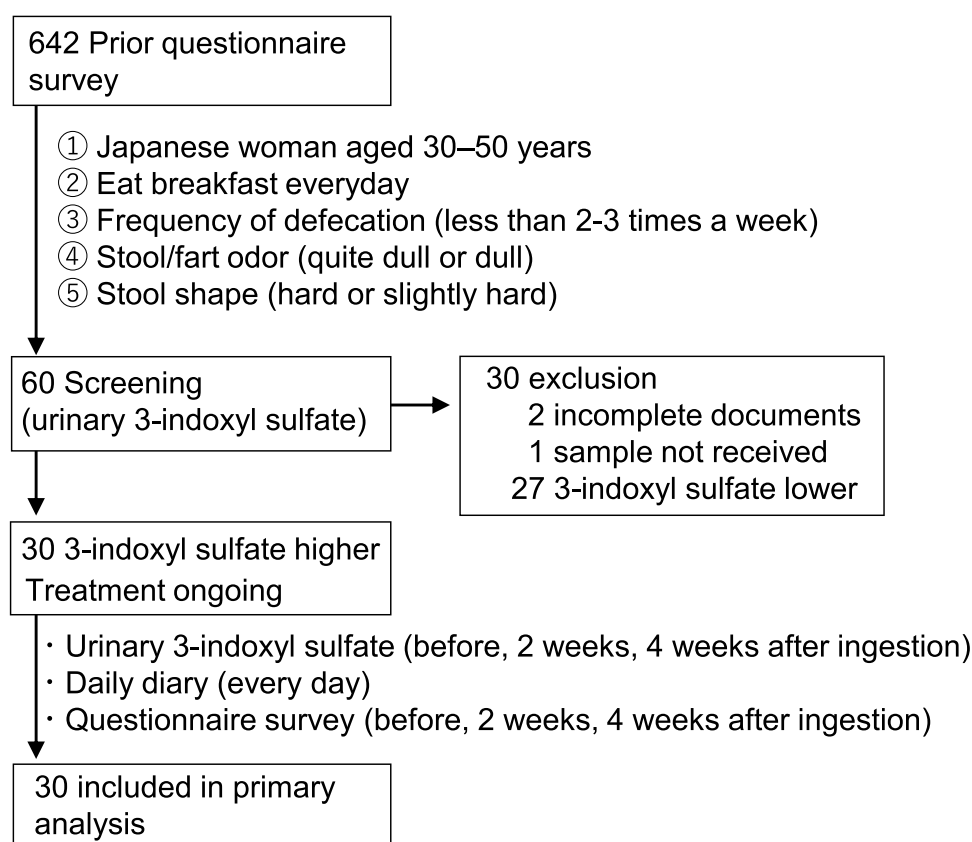 642 Prior questionnaire
survey
① Japanese woman aged 30–50 years
② Eat breakfast everyday
③ Frequency of defecation (less than 2-3 times a week)
④ Stool/fart odor (quite dull or dull)
⑤ Stool shape (hard or slightly hard)
60 Screening
(urinary 3-indoxyl sulfate)
30 exclusion
2 incomplete documents
1 sample not received
27 3-indoxyl sulfate lower
30 3-indoxyl sulfate higher
Treatment ongoing
・Urinary 3-indoxyl sulfate (before, 2 weeks, 4 weeks after ingestion)
・Daily diary (every day)
・Questionnaire survey (before, 2 weeks, 4 weeks after ingestion)
30 included in primary
analysis